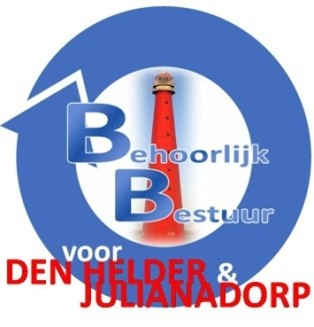 Behoorlijk
Bestuur
voor
DEN HELDER &
JULIANADORP